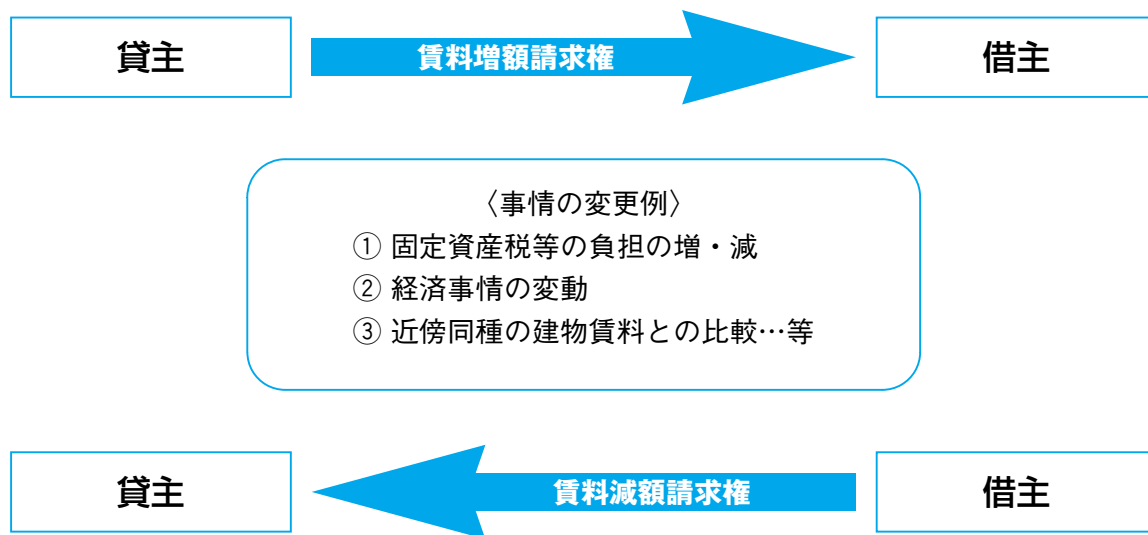 貸主
賃料増額請求権
借主
〈事情の変更例〉
① 固定資産税等の負担の増・減
② 経済事情の変動
③ 近傍同種の建物賃料との比較…等
貸主
賃料減額請求権
借主